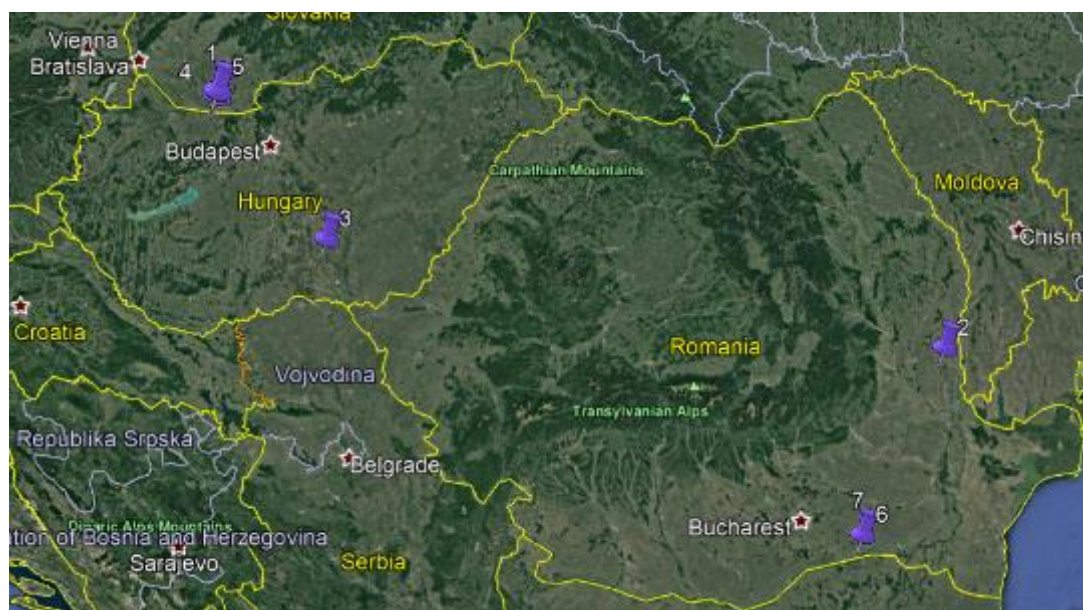 Slovakia
Vienna
Bratislava
1
4
5
Budapest
Carpathian Mountains
Hungary
3
Moldova
Chisin
Croatia
2
Romania
Vojvodina
Transylvanian Alps
Republika Srpska
Belgrade
7
6
Bucharest
Dinaric Alps Mountains
ation of Bosnia and Herzegovina
Sarajevo
Serbia